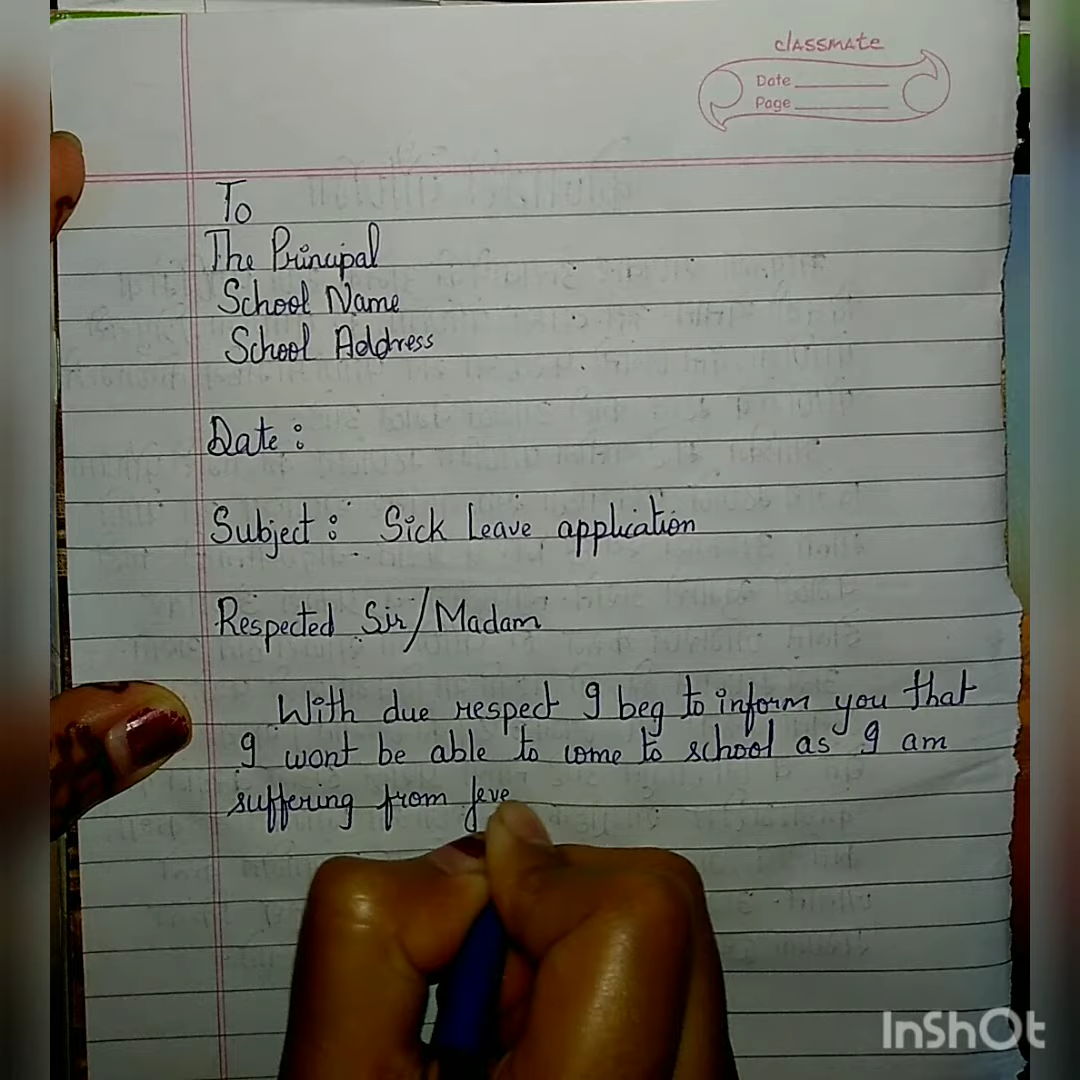 classmate
Date
Page
To
The Principal
School Name
School Address
Date :
Subject : Sick Leave application
Respected Sir/Madam
With due respect I beg to inform you that
I wont be able to come to school as I am
suffering from feve
InShOt